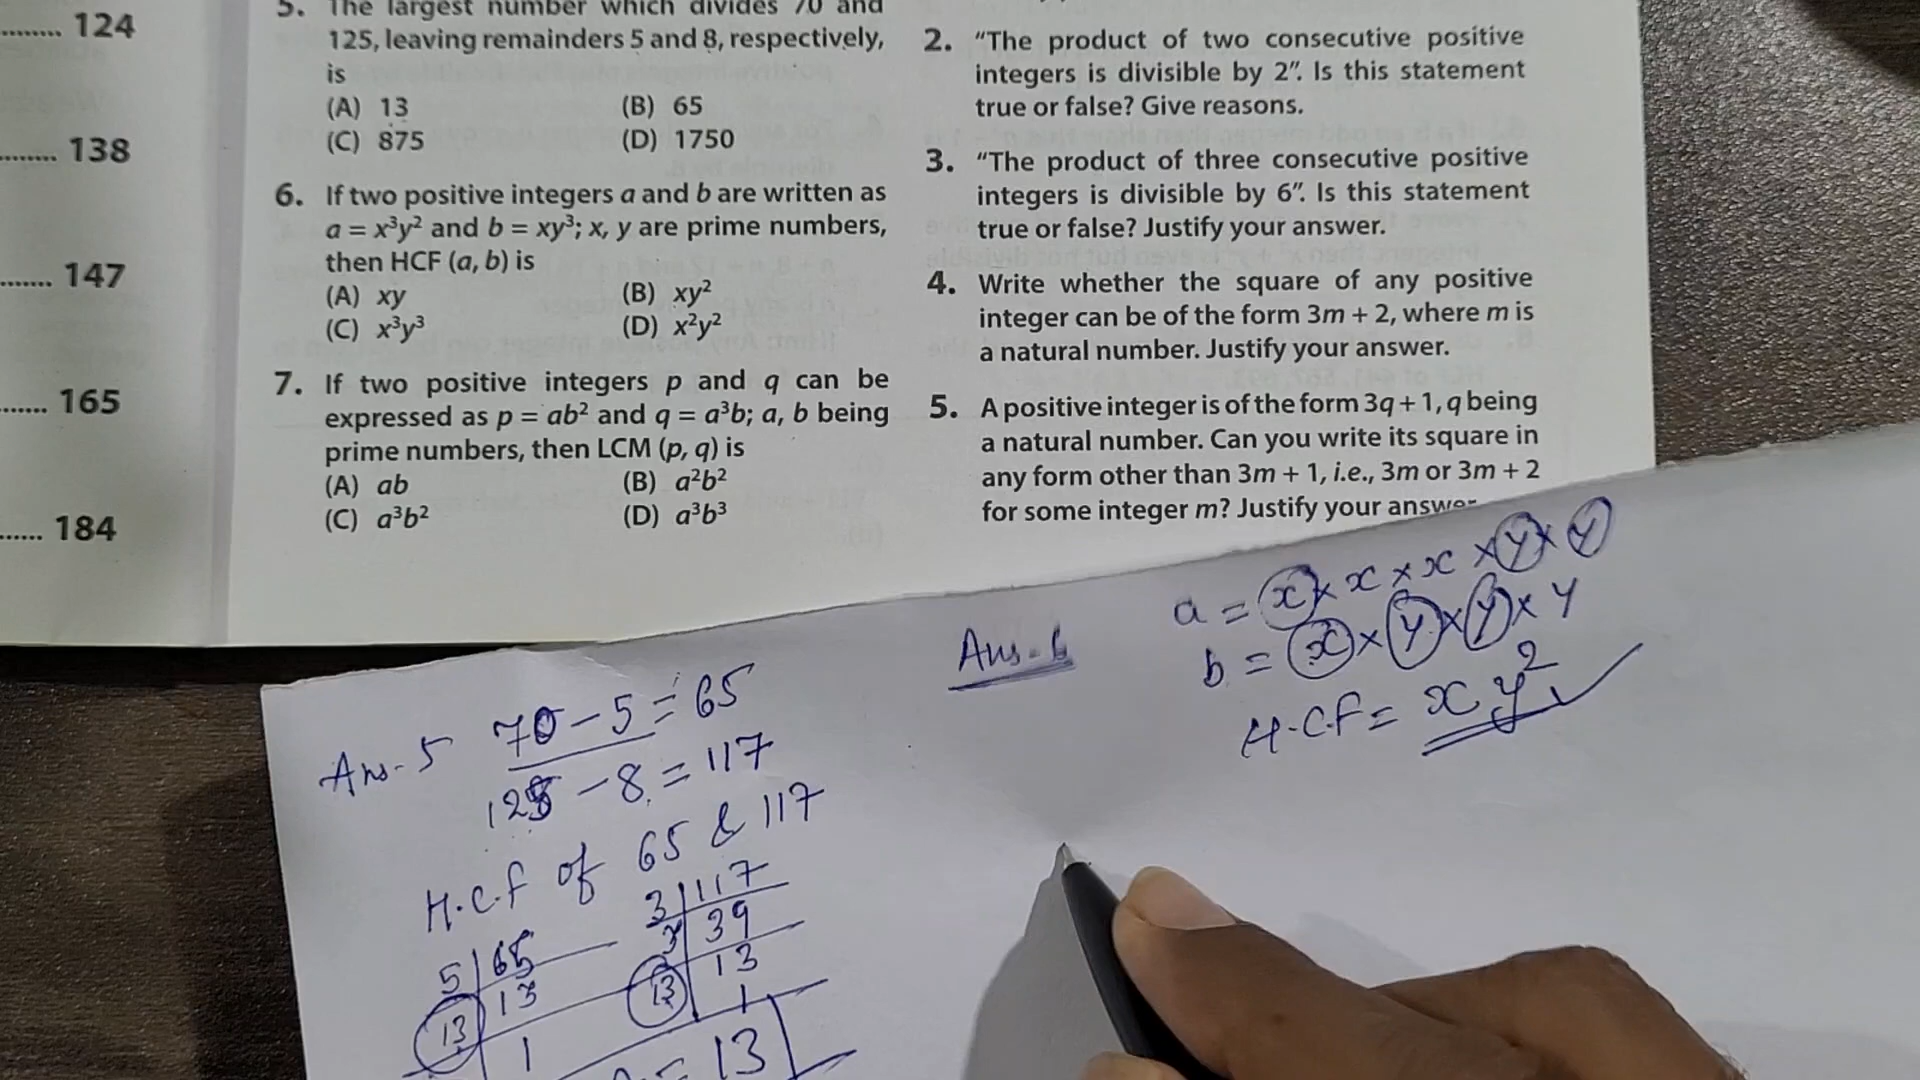 ........ 124
........ 138
....... 147
....... 165
...... 184
5. The largest number which divides 70 and
125, leaving remainders 5 and 8, respectively,
is
(A) 13 (B) 65
(C) 875 (D) 1750
6. If two positive integers a and b are written as
a = x³y² and b = xy³; x, y are prime numbers,
then HCF (a, b) is
(A) xy (B) xy²
(C) x³y³ (D) x²y²
7. If two positive integers p and q can be
expressed as p = ab² and q = a³b; a, b being
prime numbers, then LCM (p, q) is
(A) ab (B) a²b²
(C) a³b² (D) a³b³
2. “The product of two consecutive positive
integers is divisible by 2”. Is this statement
true or false? Give reasons.
3. “The product of three consecutive positive
integers is divisible by 6”. Is this statement
true or false? Justify your answer.
4. Write whether the square of any positive
integer can be of the form 3m + 2, where m is
a natural number. Justify your answer.
5. A positive integer is of the form 3q + 1, q being
a natural number. Can you write its square in
any form other than 3m + 1, i.e., 3m or 3m + 2
for some integer m? Justify your answer
Ans-5 70 - 5 = 65
125 - 8 = 117
H.C.F of 65 & 117
5 | 65
13 | 13
1
3 | 117
3 | 39
13 | 13
1
= 13
Ans-6
a = x × x × x × y × y
b = x × y × y × y
H.C.F = xy²